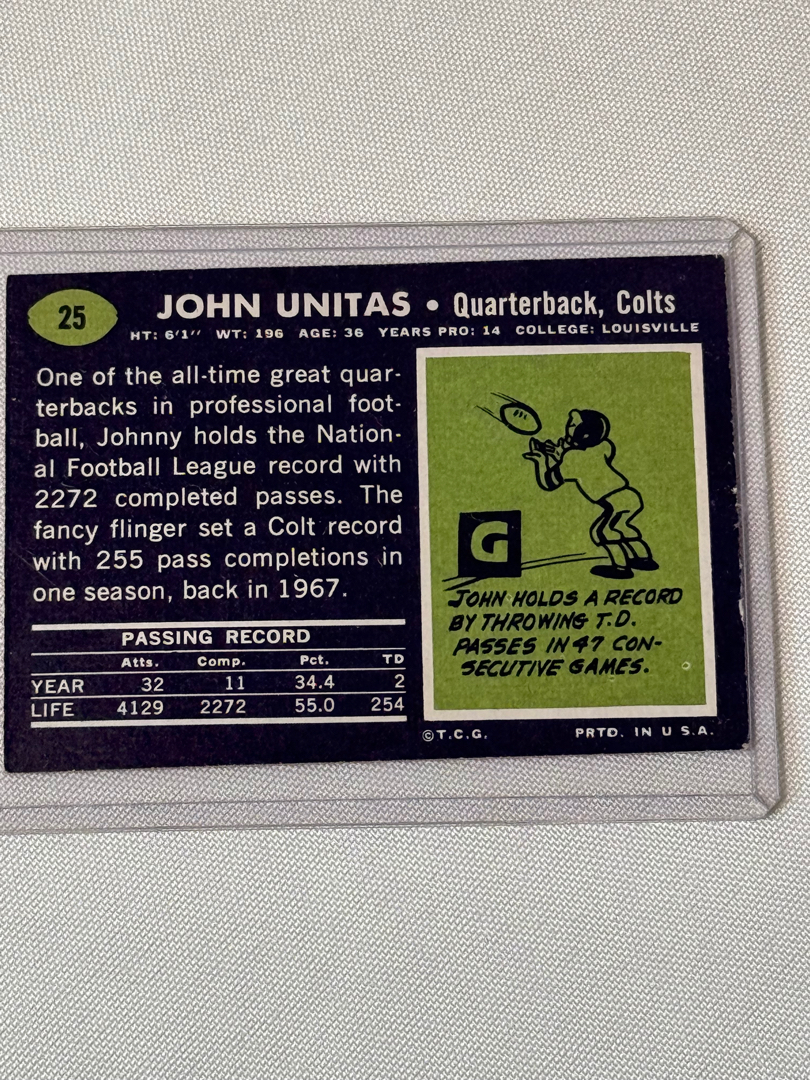 25
JOHN UNITAS • Quarterback, Colts
HT: 6'1" WT: 196 AGE: 36 YEARS PRO: 14 COLLEGE: LOUISVILLE
One of the all-time great quar-
terbacks in professional foot-
ball, Johnny holds the Nation-
al Football League record with
2272 completed passes. The
fancy flinger set a Colt record
with 255 pass completions in
one season, back in 1967.
PASSING RECORD
Atts. Comp. Pct. TD
YEAR 32 11 34.4 2
LIFE 4129 2272 55.0 254
G
JOHN HOLDS A RECORD
BY THROWING T.D.
PASSES IN 47 CON-
SECUTIVE GAMES.
©T.C.G. PRTD. IN U S.A.